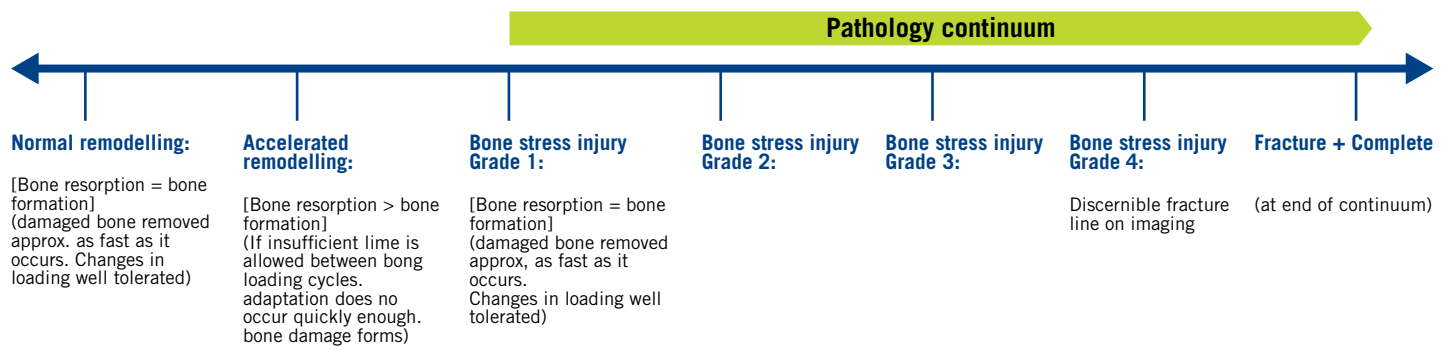 Pathology continuum
Normal remodelling:
[Bone resorption = bone
formation]
(damaged bone removed
approx. as fast as it
occurs. Changes in
loading well tolerated)
Accelerated
remodelling:
[Bone resorption > bone
formation]
(If insufficient lime is
allowed between bong
loading cycles.
adaptation does no
occur quickly enough.
bone damage forms)
Bone stress injury
Grade 1:
[Bone resorption = bone
formation]
(damaged bone removed
approx, as fast as it
occurs.
Changes in loading well
tolerated)
Bone stress injury
Grade 2:
Bone stress injury
Grade 3:
Bone stress injury
Grade 4:
Discernible fracture
line on imaging
Fracture + Complete
(at end of continuum)